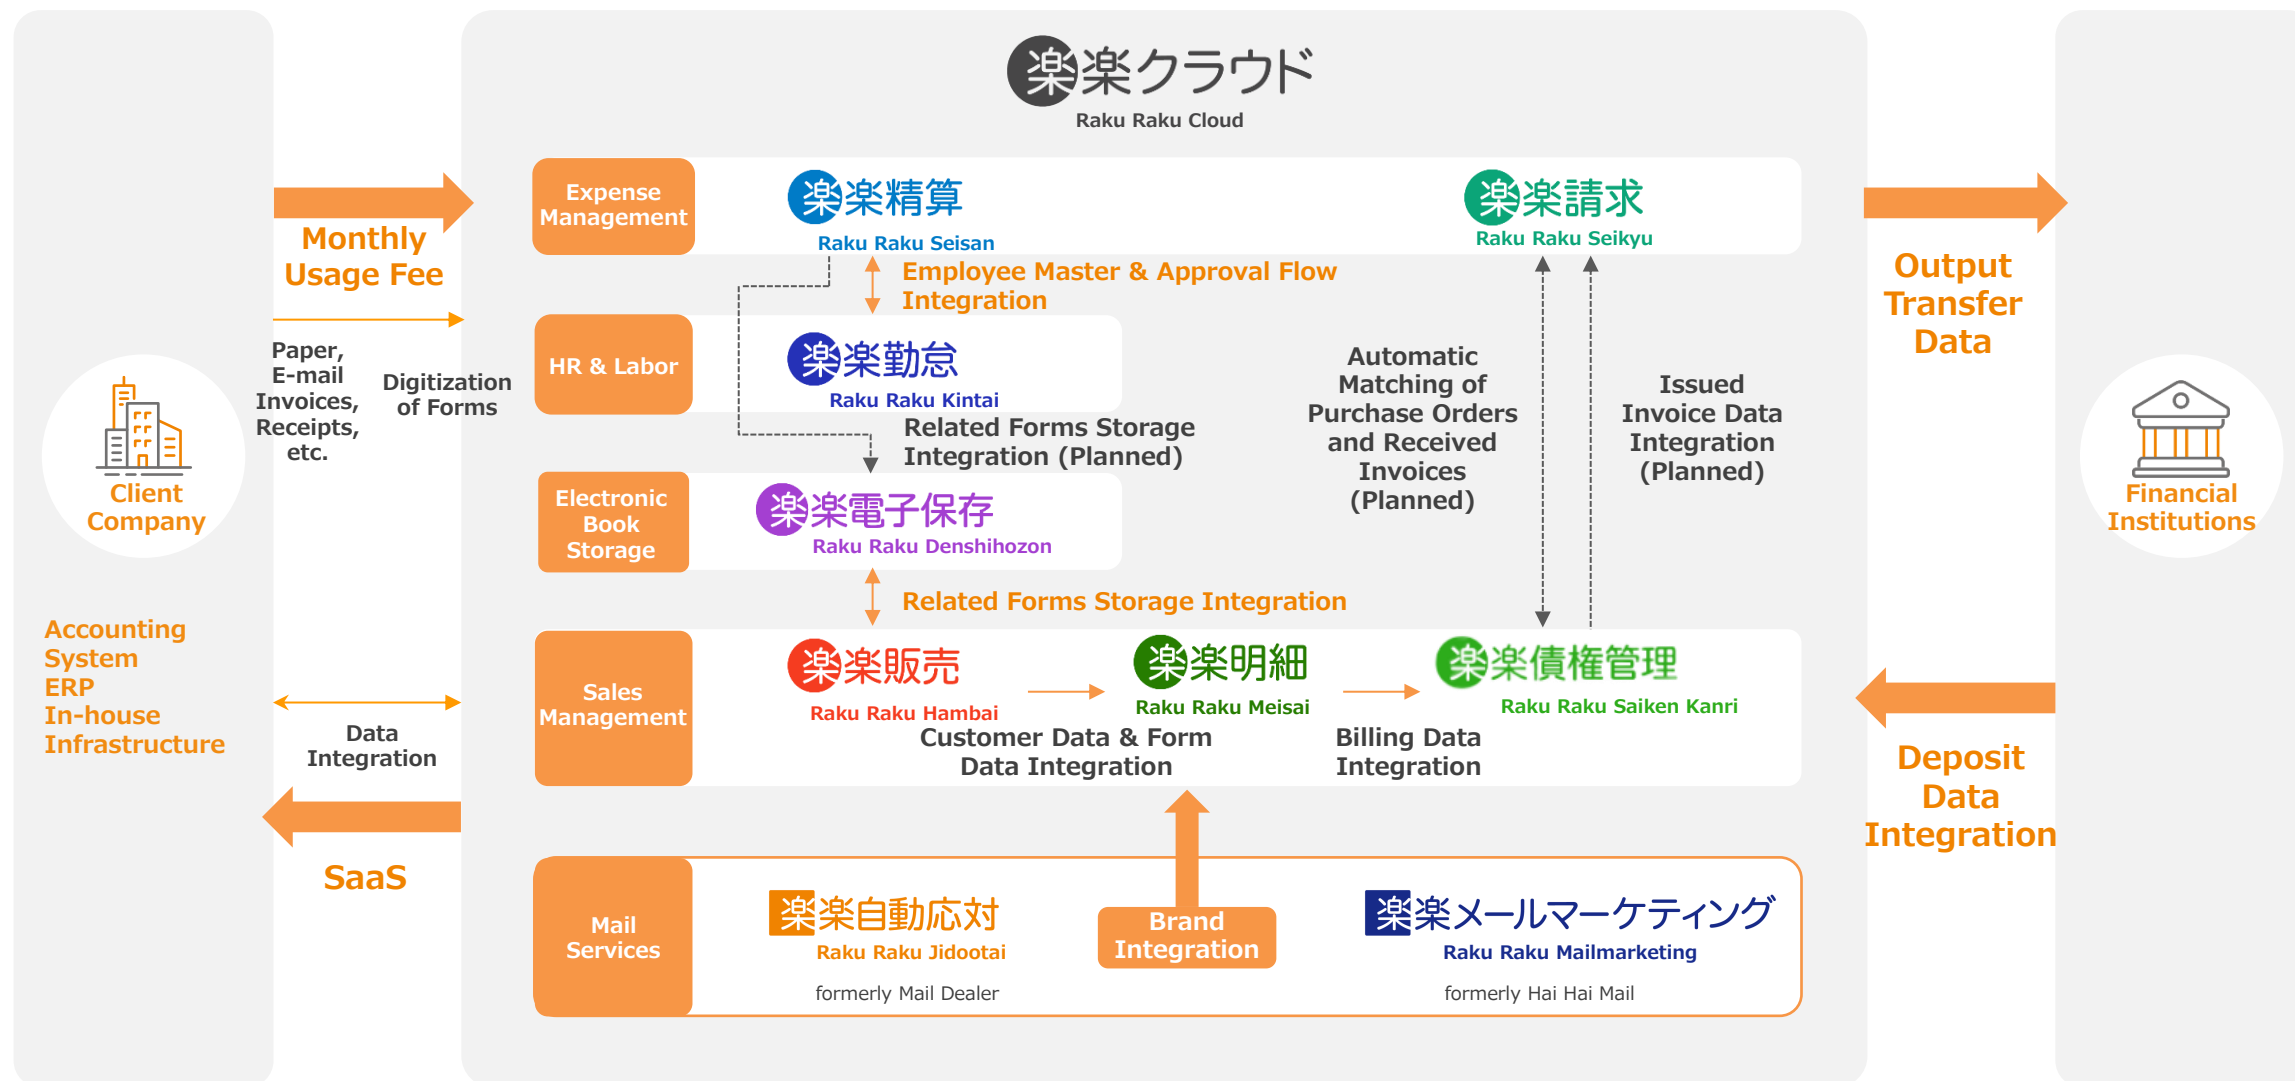 楽楽クラウド
Raku Raku Cloud
Client
Company
Accounting
System
ERP
In-house
Infrastructure
Monthly
Usage Fee
Paper,
E-mail
Invoices,
Receipts,
etc.
Digitization
of Forms
Data
Integration
SaaS
Expense
Management
楽楽精算
Raku Raku Seisan
楽楽請求
Raku Raku Seikyu
Employee Master & Approval Flow
Integration
HR & Labor
楽楽勤怠
Raku Raku Kintai
Related Forms Storage
Integration (Planned)
Automatic
Matching of
Purchase Orders
and Received
Invoices
(Planned)
Issued
Invoice Data
Integration
(Planned)
Electronic
Book
Storage
楽楽電子保存
Raku Raku Denshihozon
Related Forms Storage Integration
Sales
Management
楽楽販売
Raku Raku Hambai
楽楽明細
Raku Raku Meisai
楽楽債権管理
Raku Raku Saiken Kanri
Customer Data & Form
Data Integration
Billing Data
Integration
Mail
Services
楽楽自動応対
Raku Raku Jidootai
formerly Mail Dealer
Brand
Integration
楽楽メールマーケティング
Raku Raku Mailmarketing
formerly Hai Hai Mail
Output
Transfer
Data
Deposit
Data
Integration
Financial
Institutions